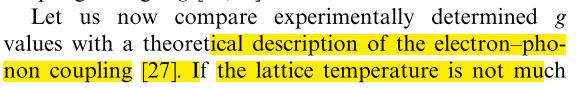 Let us now compare experimentally determined g
values with a theoretical description of the electron–pho-
non coupling [27]. If the lattice temperature is not much